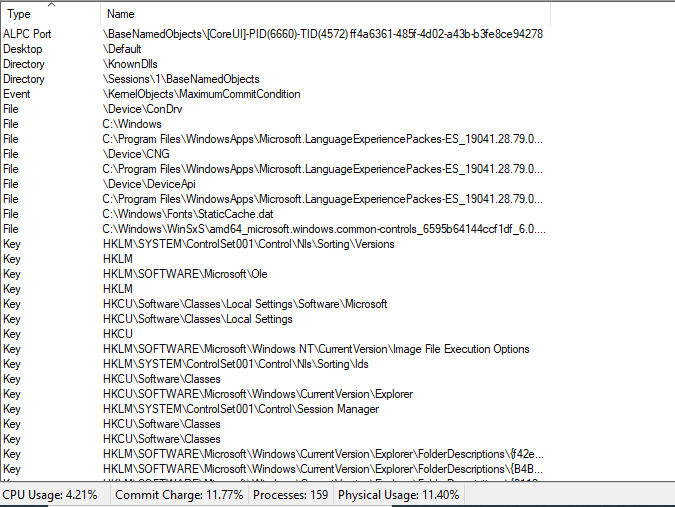 Type Name
ALPC Port \BaseNamedObjects\[CoreUI]-PID(6660)-TID(4572) ff4a6361-485f-4d02-a43b-b3fe8ce94278
Desktop \Default
Directory \KnownDlls
Directory \Sessions\1\BaseNamedObjects
Event \KernelObjects\MaximumCommitCondition
File \Device\ConDrv
File C:\Windows
File C:\Program Files\WindowsApps\Microsoft.LanguageExperiencePackes-ES_19041.28.79.0...
File \Device\CNG
File C:\Program Files\WindowsApps\Microsoft.LanguageExperiencePackes-ES_19041.28.79.0...
File \Device\DeviceApi
File C:\Program Files\WindowsApps\Microsoft.LanguageExperiencePackes-ES_19041.28.79.0...
File C:\Windows\Fonts\StaticCache.dat
File C:\Windows\WinSxS\amd64_microsoft.windows.common-controls_6595b64144ccf1df_6.0....
Key HKLM\SYSTEM\ControlSet001\Control\Nls\Sorting\Versions
Key HKLM
Key HKLM\SOFTWARE\Microsoft\Ole
Key HKLM
Key HKCU\Software\Classes\Local Settings\Software\Microsoft
Key HKCU\Software\Classes\Local Settings
Key HKCU
Key HKLM\SOFTWARE\Microsoft\Windows NT\CurrentVersion\Image File Execution Options
Key HKLM\SYSTEM\ControlSet001\Control\Nls\Sorting\Ids
Key HKCU\Software\Classes
Key HKCU\SOFTWARE\Microsoft\Windows\CurrentVersion\Explorer
Key HKLM\SYSTEM\ControlSet001\Control\Session Manager
Key HKCU\Software\Classes
Key HKCU\Software\Classes
Key HKLM\SOFTWARE\Microsoft\Windows\CurrentVersion\Explorer\FolderDescriptions\{f42e...
Key HKLM\SOFTWARE\Microsoft\Windows\CurrentVersion\Explorer\FolderDescriptions\{B4B...
CPU Usage: 4.21% Commit Charge: 11.77% Processes: 159 Physical Usage: 11.40%